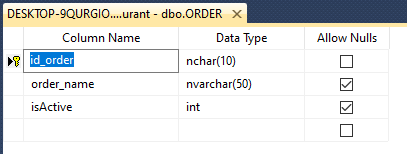 DESKTOP-9QURGIO....urant - dbo.ORDER
Column Name Data Type Allow Nulls
id_order nchar(10)
order_name nvarchar(50)
isActive int